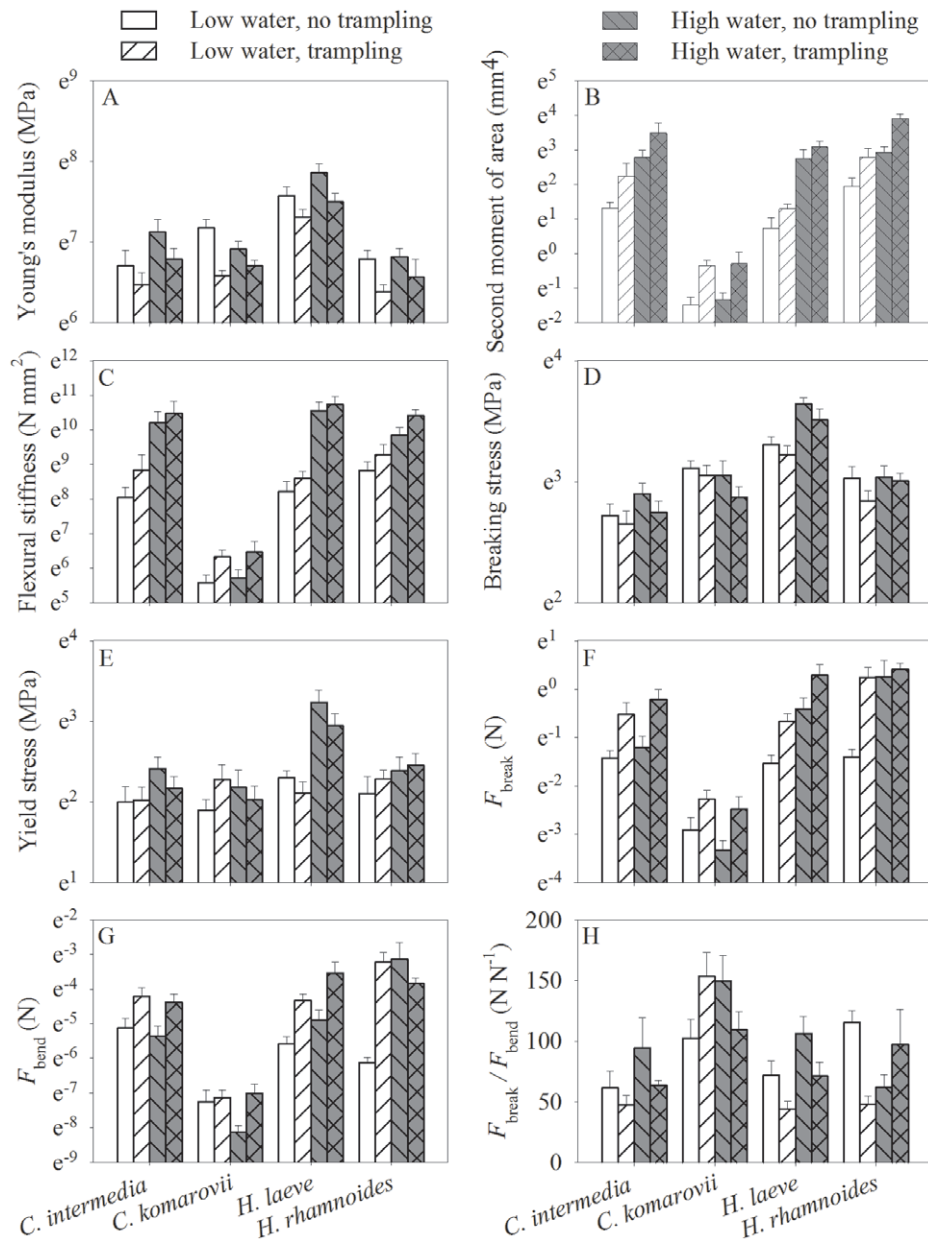 Low water, no trampling
Low water, trampling
High water, no trampling
High water, trampling
A
Young's modulus (MPa)
e⁹
e⁸
e⁷
e⁶
B
Second moment of area (mm⁴)
e⁵
e⁴
e³
e²
e¹
e⁰
e⁻¹
e⁻²
C
Flexural stiffness (N mm²)
e¹²
e¹¹
e¹⁰
e⁹
e⁸
e⁷
e⁶
e⁵
D
Breaking stress (MPa)
e⁴
e³
e²
E
Yield stress (MPa)
e⁴
e³
e²
e¹
F
F_break (N)
e¹
e⁰
e⁻¹
e⁻²
e⁻³
e⁻⁴
G
F_bend (N)
e⁻²
e⁻³
e⁻⁴
e⁻⁵
e⁻⁶
e⁻⁷
e⁻⁸
e⁻⁹
C. intermedia
C. komarovii
H. laeve
H. rhamnoides
H
F_break / F_bend (N N⁻¹)
200
150
100
50
0
C. intermedia
C. komarovii
H. laeve
H. rhamnoides